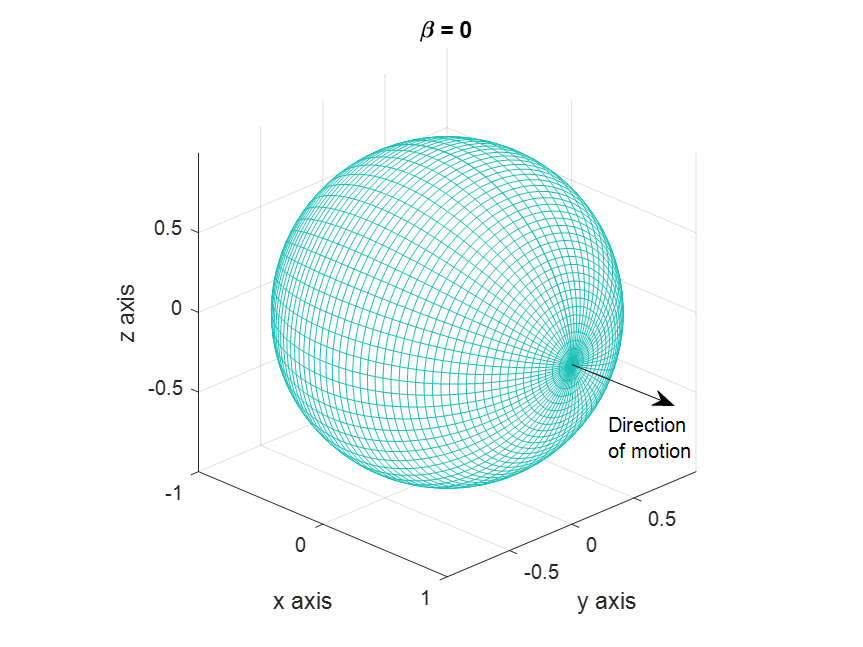 β = 0
0.5
0
-0.5
z axis
-1
0
1
x axis
-0.5
0
0.5
y axis
Direction
of motion